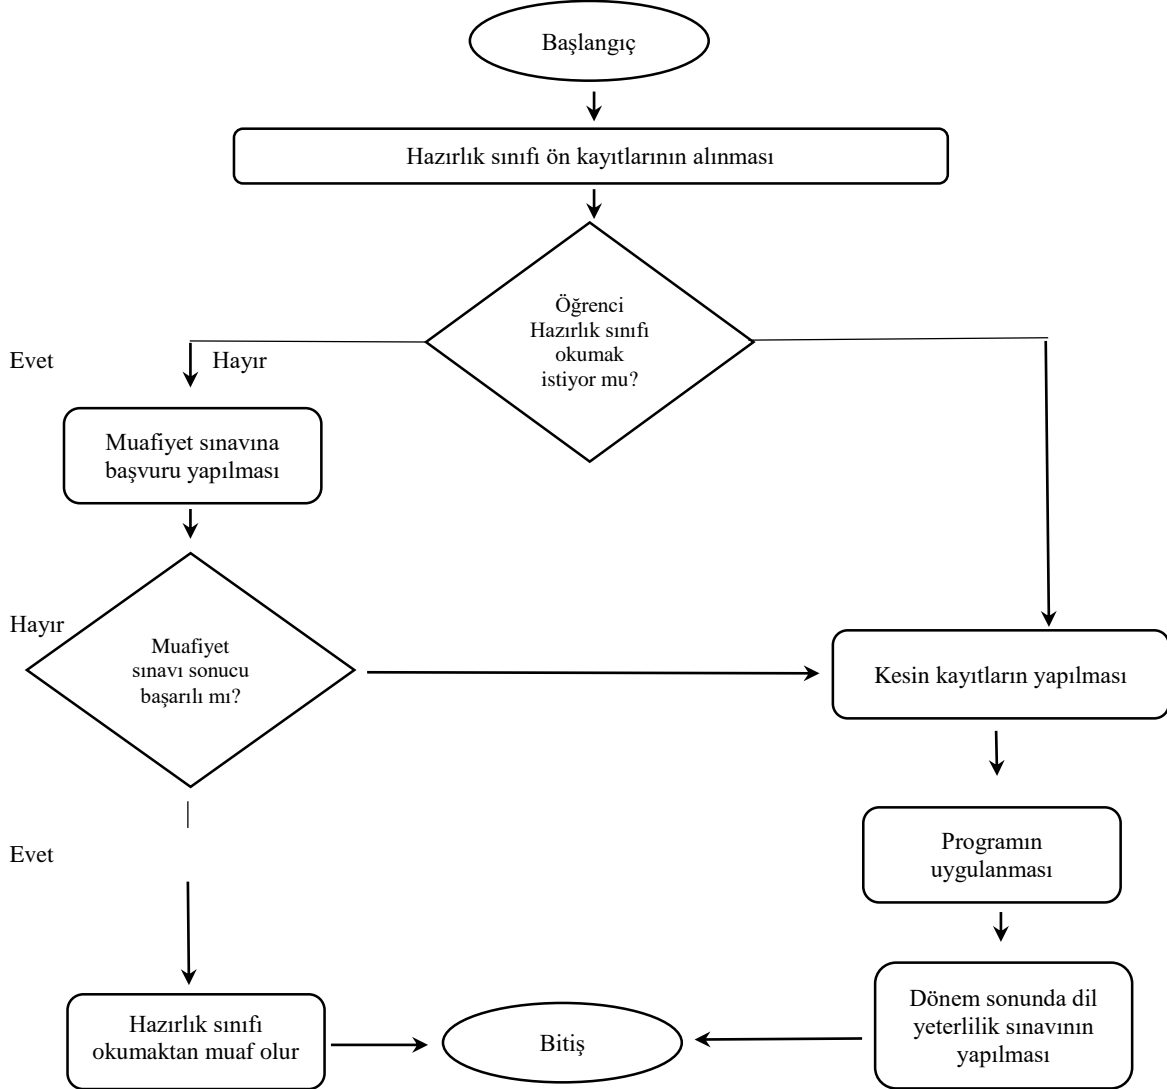 Başlangıç
Hazırlık sınıfı ön kayıtlarının alınması
Öğrenci
Hazırlık sınıfı
okumak
istiyor mu?
Evet
Hayır
Muafiyet sınavına
başvuru yapılması
Hayır
Muafiyet
sınavı sonucu
başarılı mı?
Kesin kayıtların yapılması
Evet
Programın
uygulanması
Hazırlık sınıfı
okumaktan muaf olur
Bitiş
Dönem sonunda dil
yeterlilik sınavının
yapılması